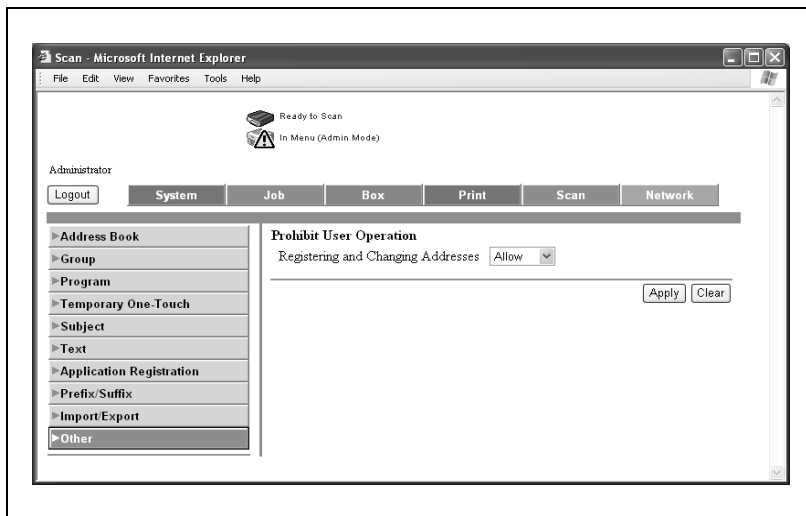 Scan - Microsoft Internet Explorer
File Edit View Favorites Tools Help
Ready to Scan
In Menu (Admin Mode)
Administrator
Logout System Job Box Print Scan Network
Address Book
Group
Program
Temporary One-Touch
Subject
Text
Application Registration
Prefix/Suffix
Import/Export
Other
Prohibit User Operation
Registering and Changing Addresses Allow
Apply Clear